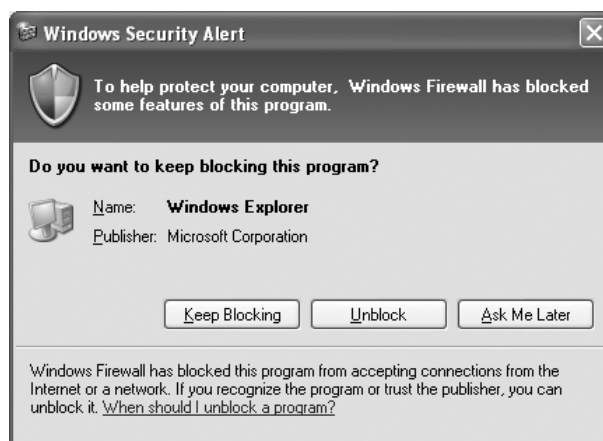 Windows Security Alert
To help protect your computer, Windows Firewall has blocked
some features of this program.
Do you want to keep blocking this program?
Name: Windows Explorer
Publisher: Microsoft Corporation
Keep Blocking Unblock Ask Me Later
Windows Firewall has blocked this program from accepting connections from the
Internet or a network. If you recognize the program or trust the publisher, you can
unblock it. When should I unblock a program?